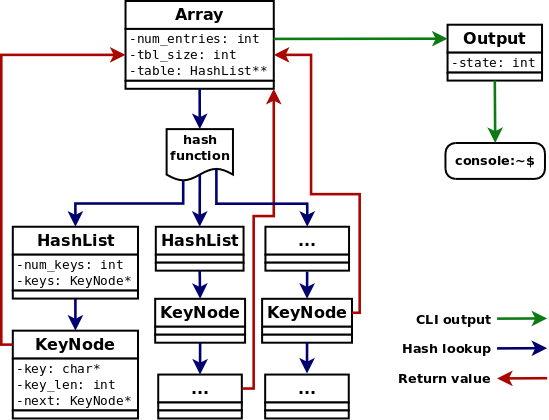 Array
-num_entries: int
-tbl_size: int
-table: HashList**
Output
-state: int
console:~$
hash
function
HashList
-num_keys: int
-keys: KeyNode*
HashList
...
KeyNode
-key: char*
-key_len: int
-next: KeyNode*
KeyNode
KeyNode
...
...
CLI output
Hash lookup
Return value